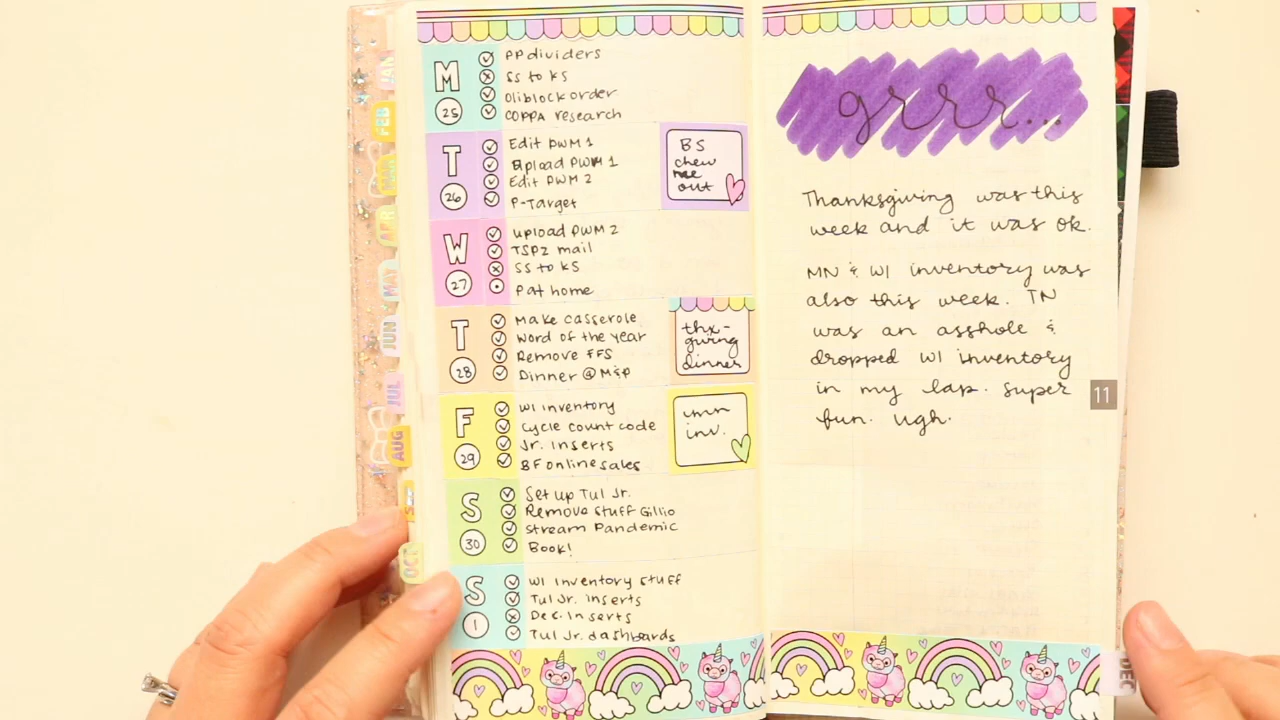 JAN
FEB
MAR
APR
MAY
JUN
JUL
AUG
OCT
M
25
PP dividers
SS to KS
Oliblock order
COPPA research
T
26
Edit PWM 1
Upload PWM 1
Edit PWM 2
P-Target
BS
chew
me
out
W
27
Upload PWM 2
TSP2 mail
SS to KS
P at home
T
28
Make casserole
Word of the year
Remove FFS
Dinner @ M&P
thx-
giving
dinner
F
29
WI inventory
Cycle count code
Jr. Inserts
BF online sales
mn
inv.
S
30
Set up Tul Jr.
Remove stuff Gillio
Stream Pandemic
Book!
S
1
WI Inventory stuff
Tul Jr. inserts
Dec. Inserts
Tul Jr. dashboards
grrr...
Thanksgiving was this
week and it was ok.
MN & WI inventory was
also this week. TN
was an asshole &
dropped WI inventory
in my lap. Super
fun. Ugh.
11
DEC